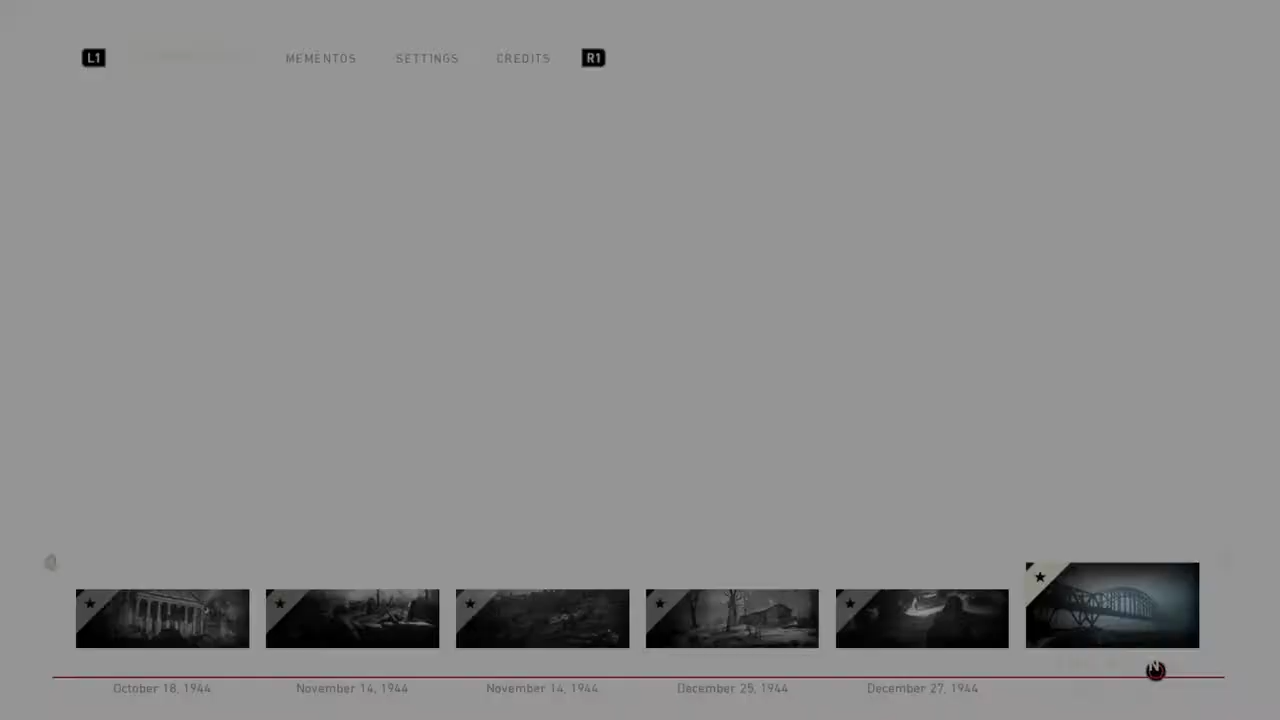 L1 MEMENTOS SETTINGS CREDITS R1
October 18, 1944 November 14, 1944 November 14, 1944 December 25, 1944 December 27, 1944